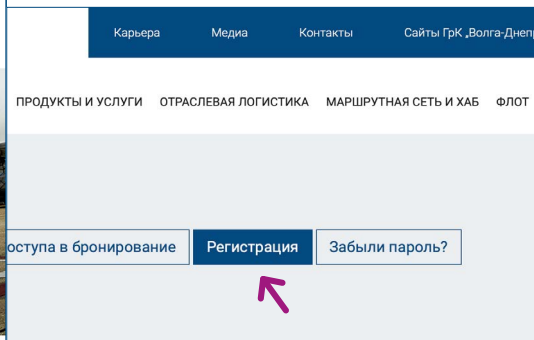 Карьера Медиа Контакты Сайты ГрК „Волга-Днепр
ПРОДУКТЫ И УСЛУГИ ОТРАСЛЕВАЯ ЛОГИСТИКА МАРШРУТНАЯ СЕТЬ И ХАБ ФЛОТ
оступа в бронирование Регистрация Забыли пароль?